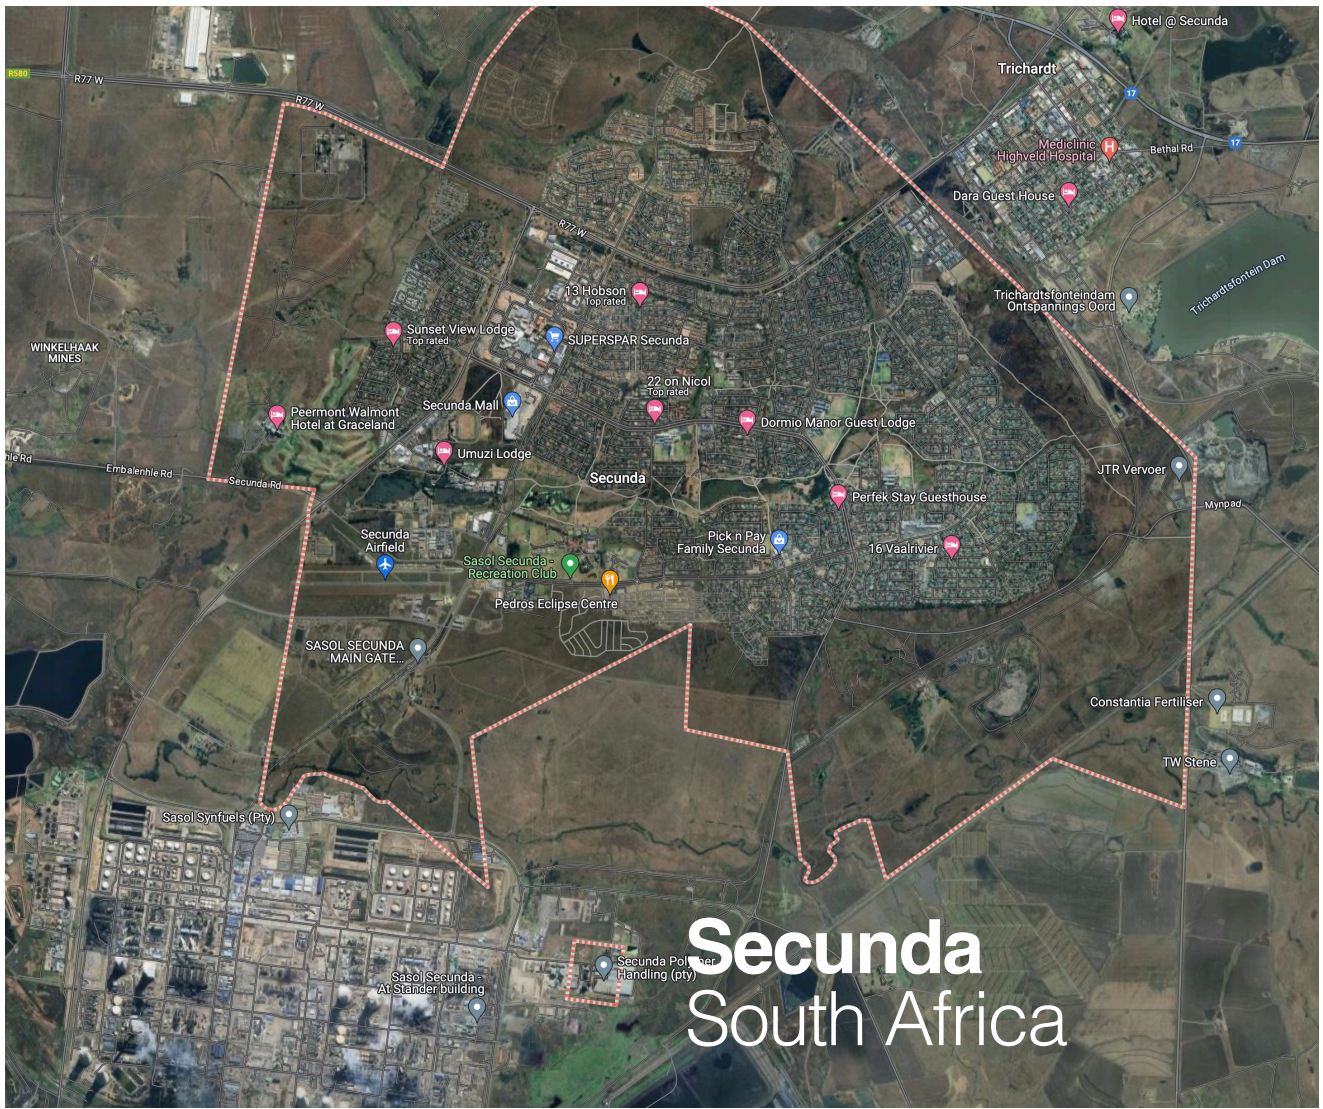 Hotel @ Secunda
Trichardt
R580
R77 W
R77 W
17
17
Mediclinic
Highveld Hospital
Bethal Rd
Dara Guest House
R77 W
Trichardtsfontein Dam
13 Hobson
Top rated
Trichardtsfonteindam
Ontspannings Oord
Sunset View Lodge
Top rated
SUPERSPAR Secunda
WINKELHAAK
MINES
22 on Nicol
Top rated
Secunda Mall
Peermont Walmont
Hotel at Graceland
Dormio Manor Guest Lodge
Umuzi Lodge
hle Rd
Embalenhle Rd
Secunda Rd
Secunda
JTR Vervoer
Perfek Stay Guesthouse
Mynpad
Secunda
Airfield
Pick n Pay
Family Secunda
16 Vaalrivier
Sasol Secunda -
Recreation Club
Pedros Eclipse Centre
SASOL SECUNDA
MAIN GATE...
Constantia Fertiliser
TW Stene
Sasol Synfuels (Pty)
Secunda Polymer
Handling (pty)
Sasol Secunda -
At Stander building
Secunda
South Africa